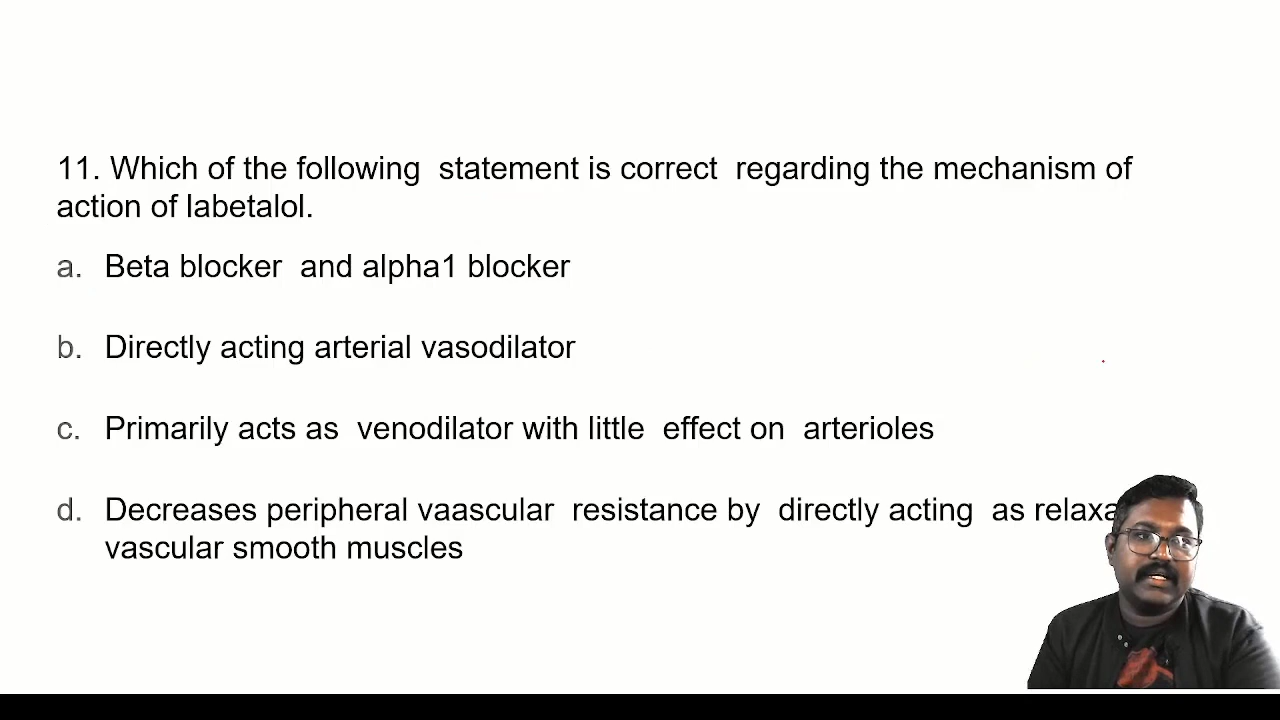 11. Which of the following statement is correct regarding the mechanism of
action of labetalol.
a. Beta blocker and alpha1 blocker
b. Directly acting arterial vasodilator
c. Primarily acts as venodilator with little effect on arterioles
d. Decreases peripheral vaascular resistance by directly acting as
vascular smooth muscles